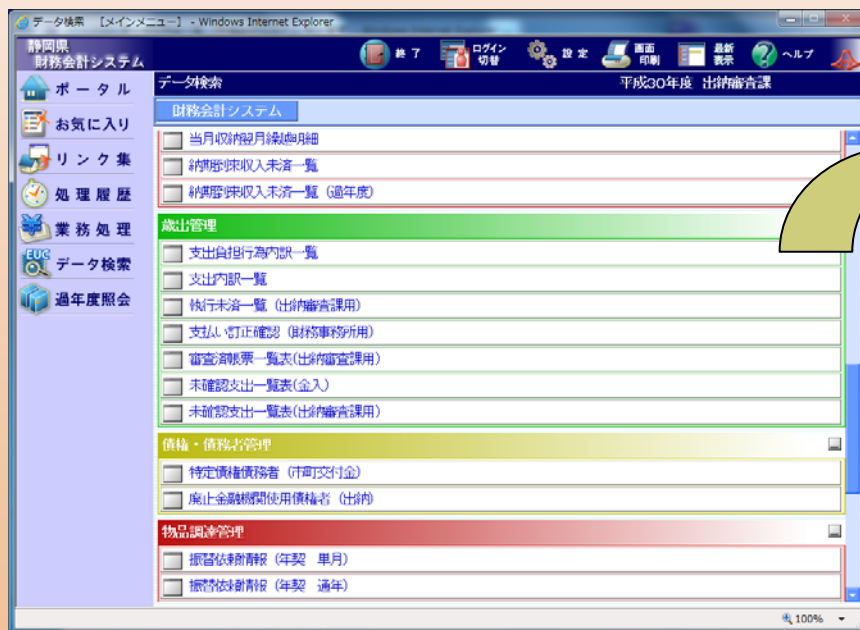 データ検索 【メインメニュー】 - Windows Internet Explorer
静岡県
財務会計システム
終了
ログイン切替
設定
画面印刷
最新表示
ヘルプ
データ検索
平成30年度 出納審査課
ポータル
お気に入り
リンク集
処理履歴
業務処理
EUC
データ検索
過年度照会
財務会計システム
当月収納翌月繰越明細
納期到来収入未済一覧
納期到来収入未済一覧（過年度）
歳出管理
支出負担行為内訳一覧
支出内訳一覧
執行未済一覧（出納審査課用）
支払い訂正確認（財務事務所用）
審査済帳票一覧表(出納審査課用)
未確認支出一覧表(金入)
未確認支出一覧表(出納審査課用)
債権・債務者管理
特定債権債務者（市町交付金）
廃止金融機関使用債権者（出納）
物品調達管理
振替依頼情報（年契　単月）
振替依頼情報（年契　通年）
100%